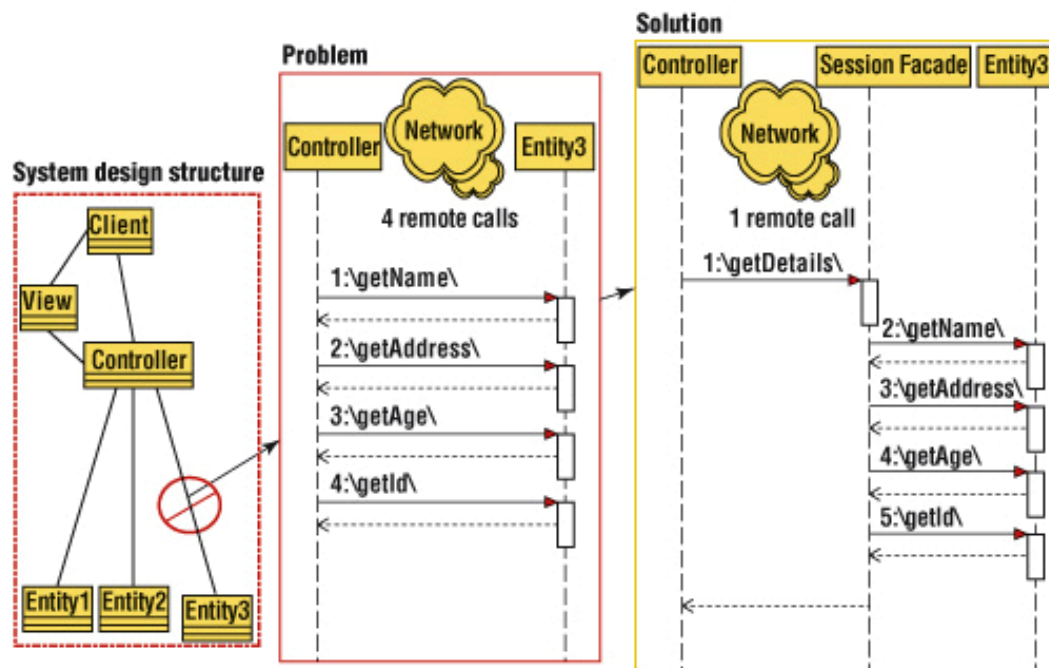 System design structure
Client
View
Controller
Entity1
Entity2
Entity3
Problem
Controller
Network
Entity3
4 remote calls
1:\getName\
2:\getAddress\
3:\getAge\
4:\getId\
Solution
Controller
Session Facade
Entity3
Network
1 remote call
1:\getDetails\
2:\getName\
3:\getAddress\
4:\getAge\
5:\getId\